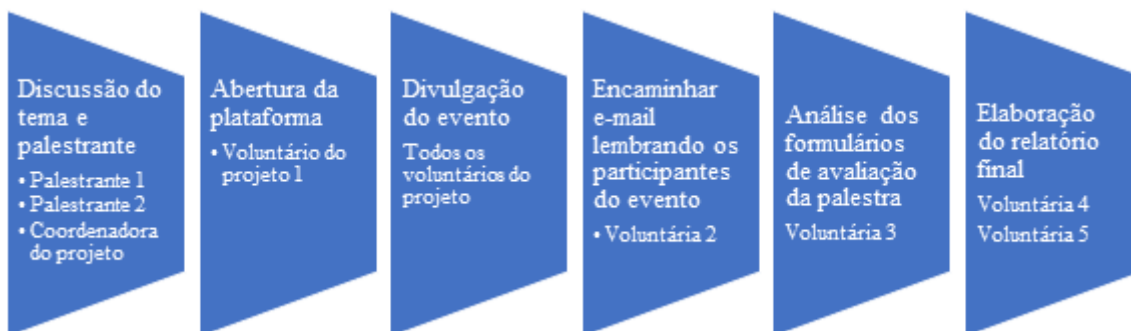 Discussão do
tema e
palestrante
• Palestrante 1
• Palestrante 2
• Coordenadora
do projeto
Abertura da
plataforma
• Voluntário do
projeto 1
Divulgação
do evento
Todos os
voluntários do
projeto
Encaminhar
e-mail
lembrando os
participantes
do evento
• Voluntária 2
Análise dos
formulários
de avaliação
da palestra
Voluntária 3
Elaboração
do relatório
final
Voluntária 4
Voluntária 5